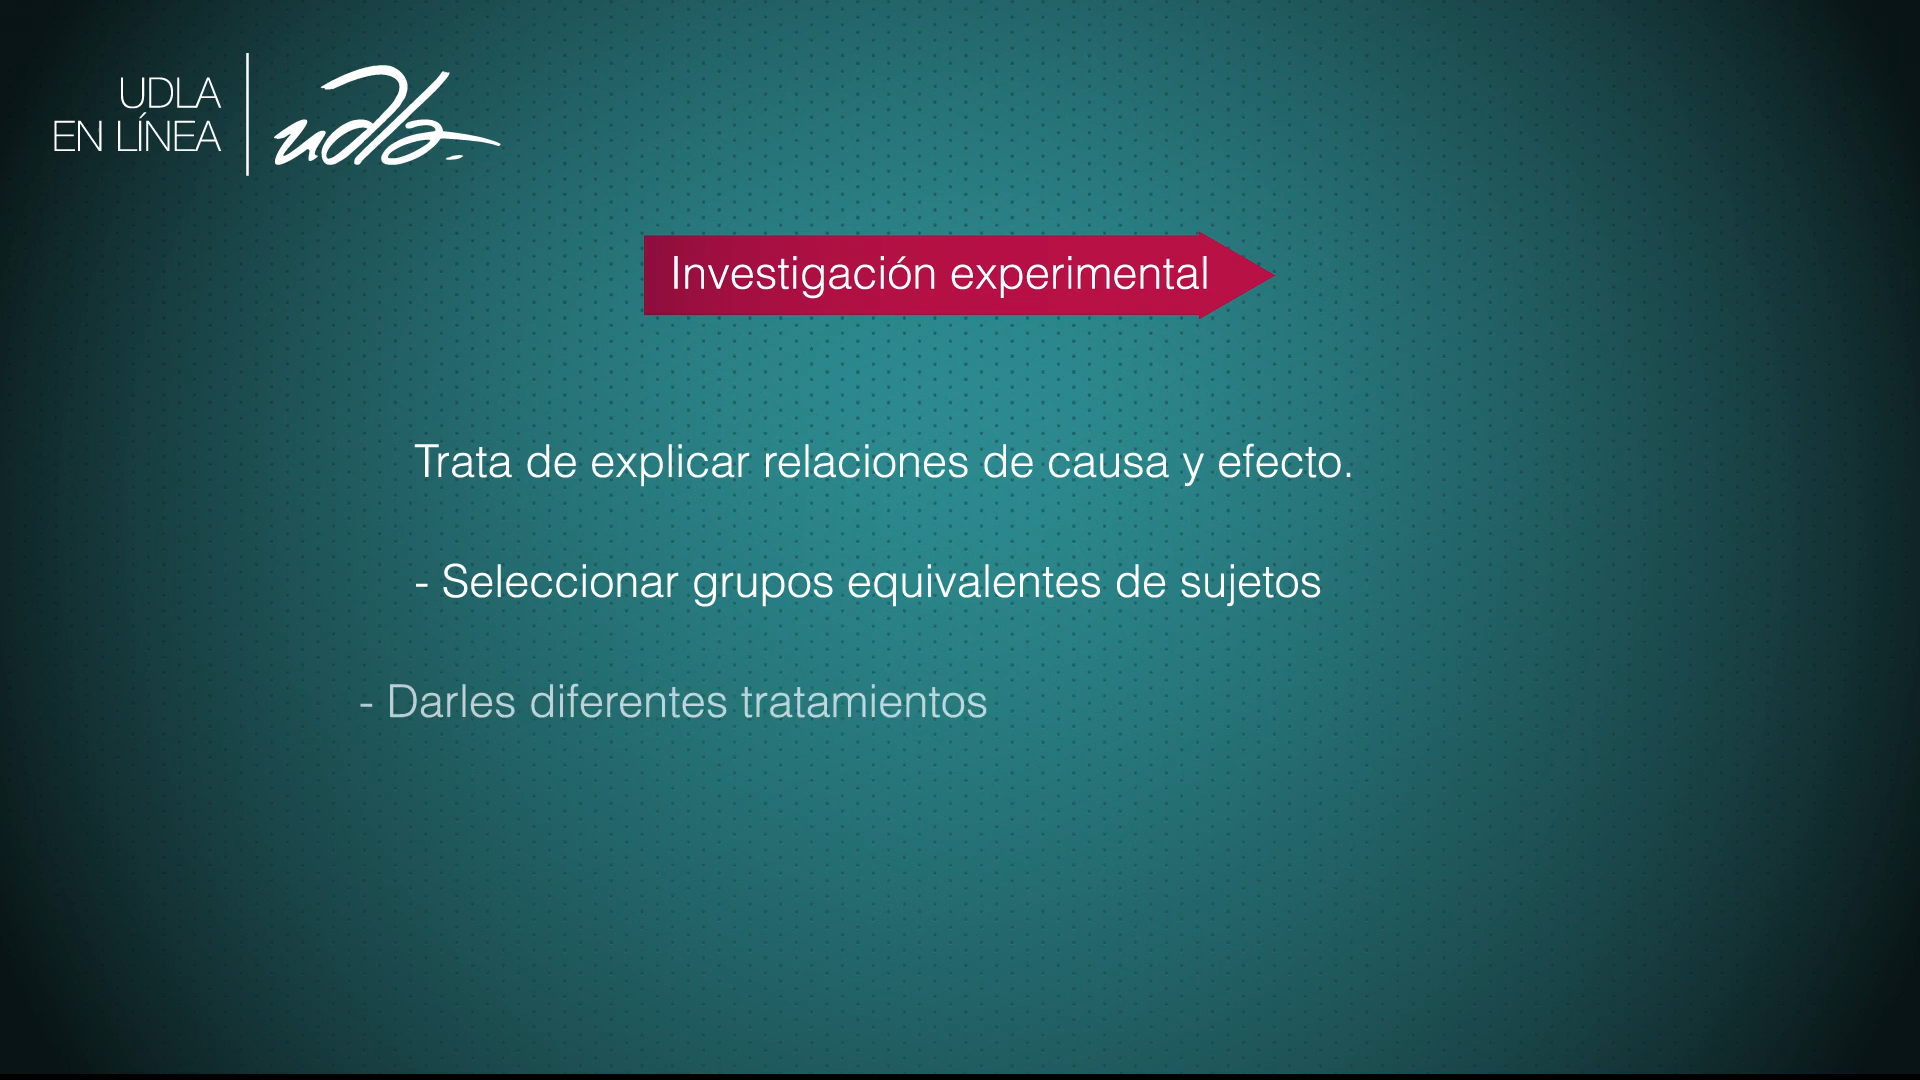 UDLA
EN LÍNEA
udla
Investigación experimental
Trata de explicar relaciones de causa y efecto.
- Seleccionar grupos equivalentes de sujetos
- Darles diferentes tratamientos